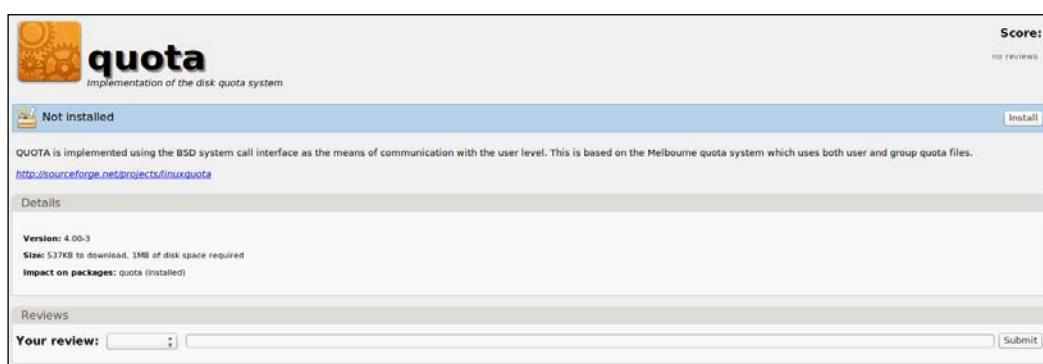 quota
Implementation of the disk quota system
Score:
no reviews
Not installed
Install
QUOTA is implemented using the BSD system call interface as the means of communication with the user level. This is based on the Melbourne quota system which uses both user and group quota files.
http://sourceforge.net/projects/linuxquota
Details
Version: 4.00-3
Size: 537KB to download, 1MB of disk space required
Impact on packages: quota (installed)
Reviews
Your review:
Submit